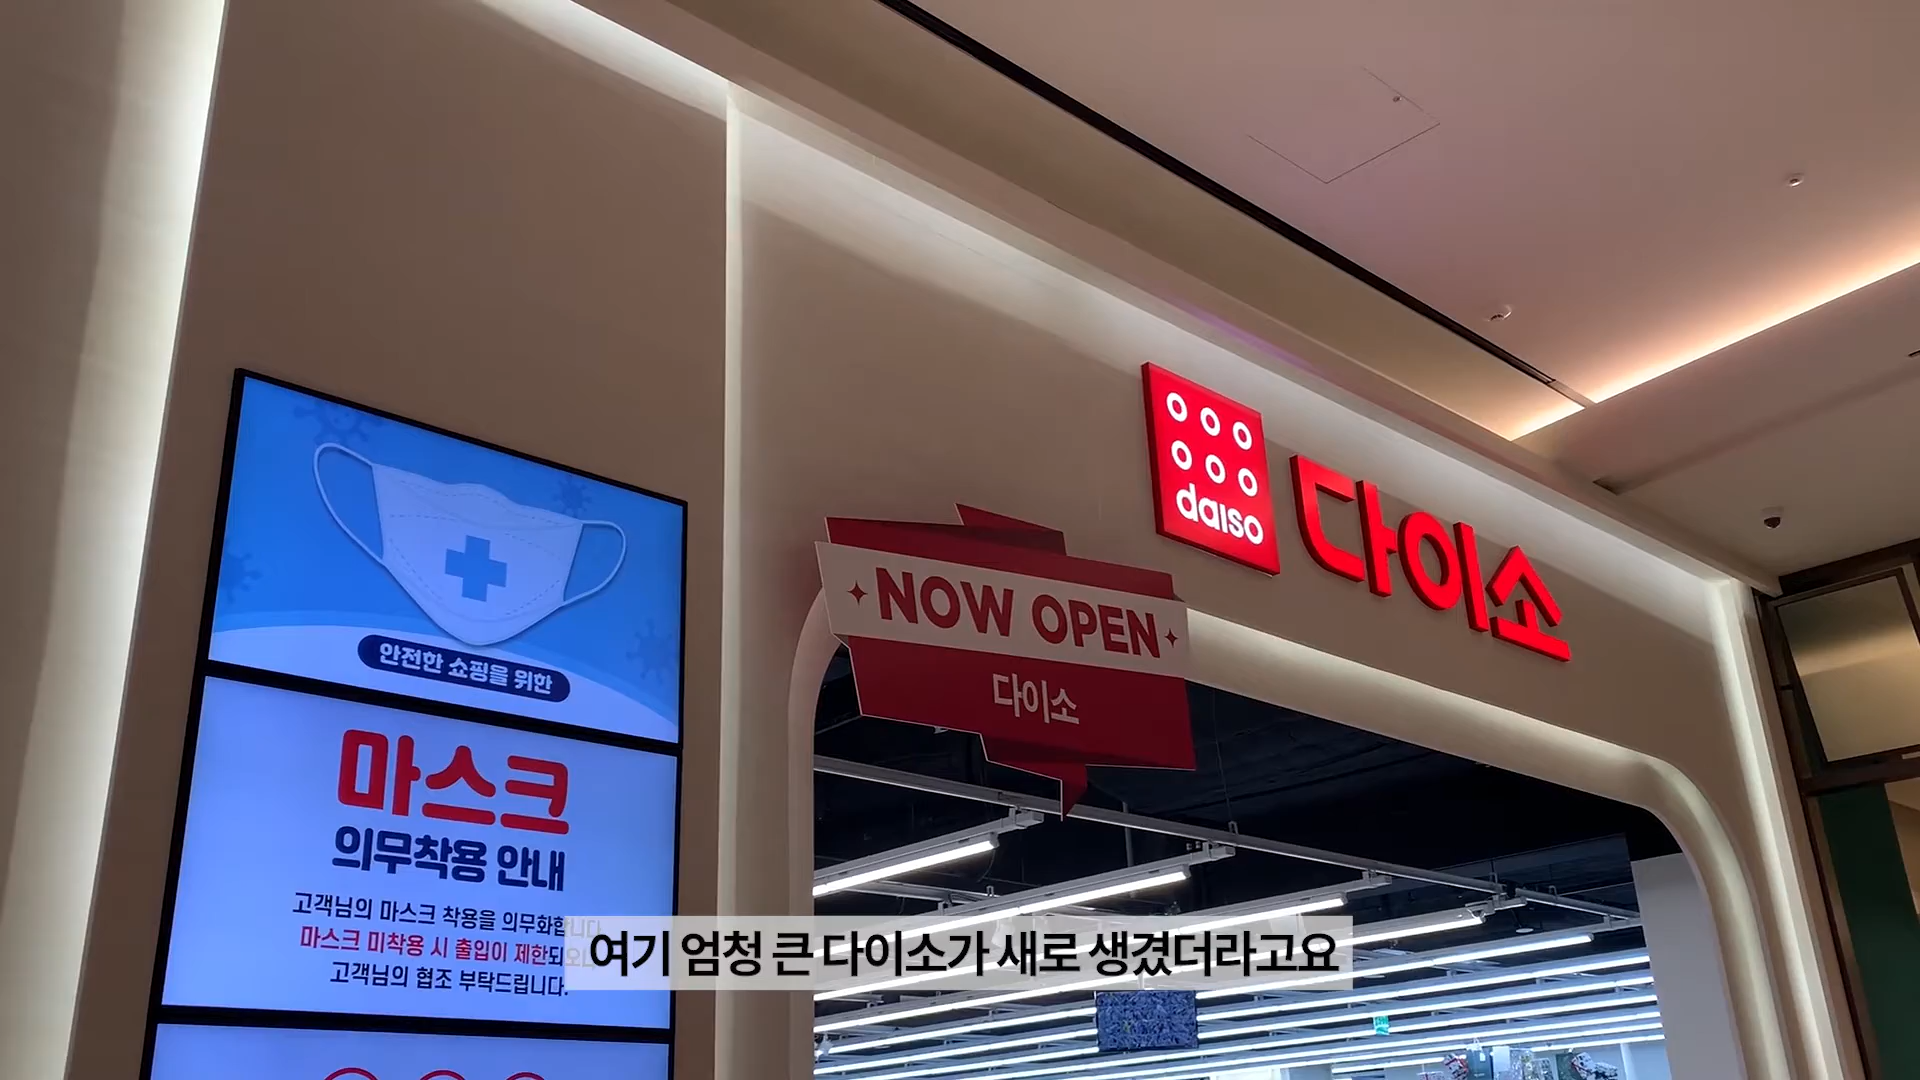 안전한 쇼핑을 위한
마스크
의무착용 안내
고객님의 마스크 착용을 의무화합니다.
마스크 미착용 시 출입이 제한되오니
고객님의 협조 부탁드립니다.
NOW OPEN
다이소
daiso
다이소
여기 엄청 큰 다이소가 새로 생겼더라고요